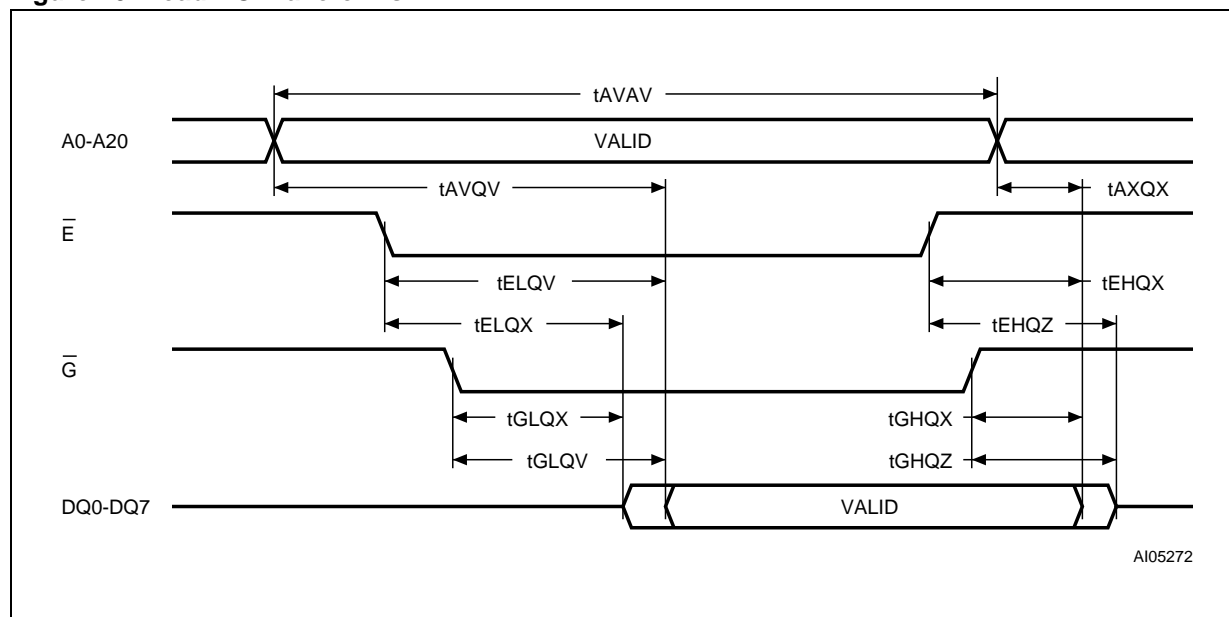 tAVAV
A0-A20
VALID
tAVQV
tAXQX
E
tELQV
tEHQX
tELQX
tEHQZ
G
tGLQX
tGHQX
tGLQV
tGHQZ
DQ0-DQ7
VALID
AI05272